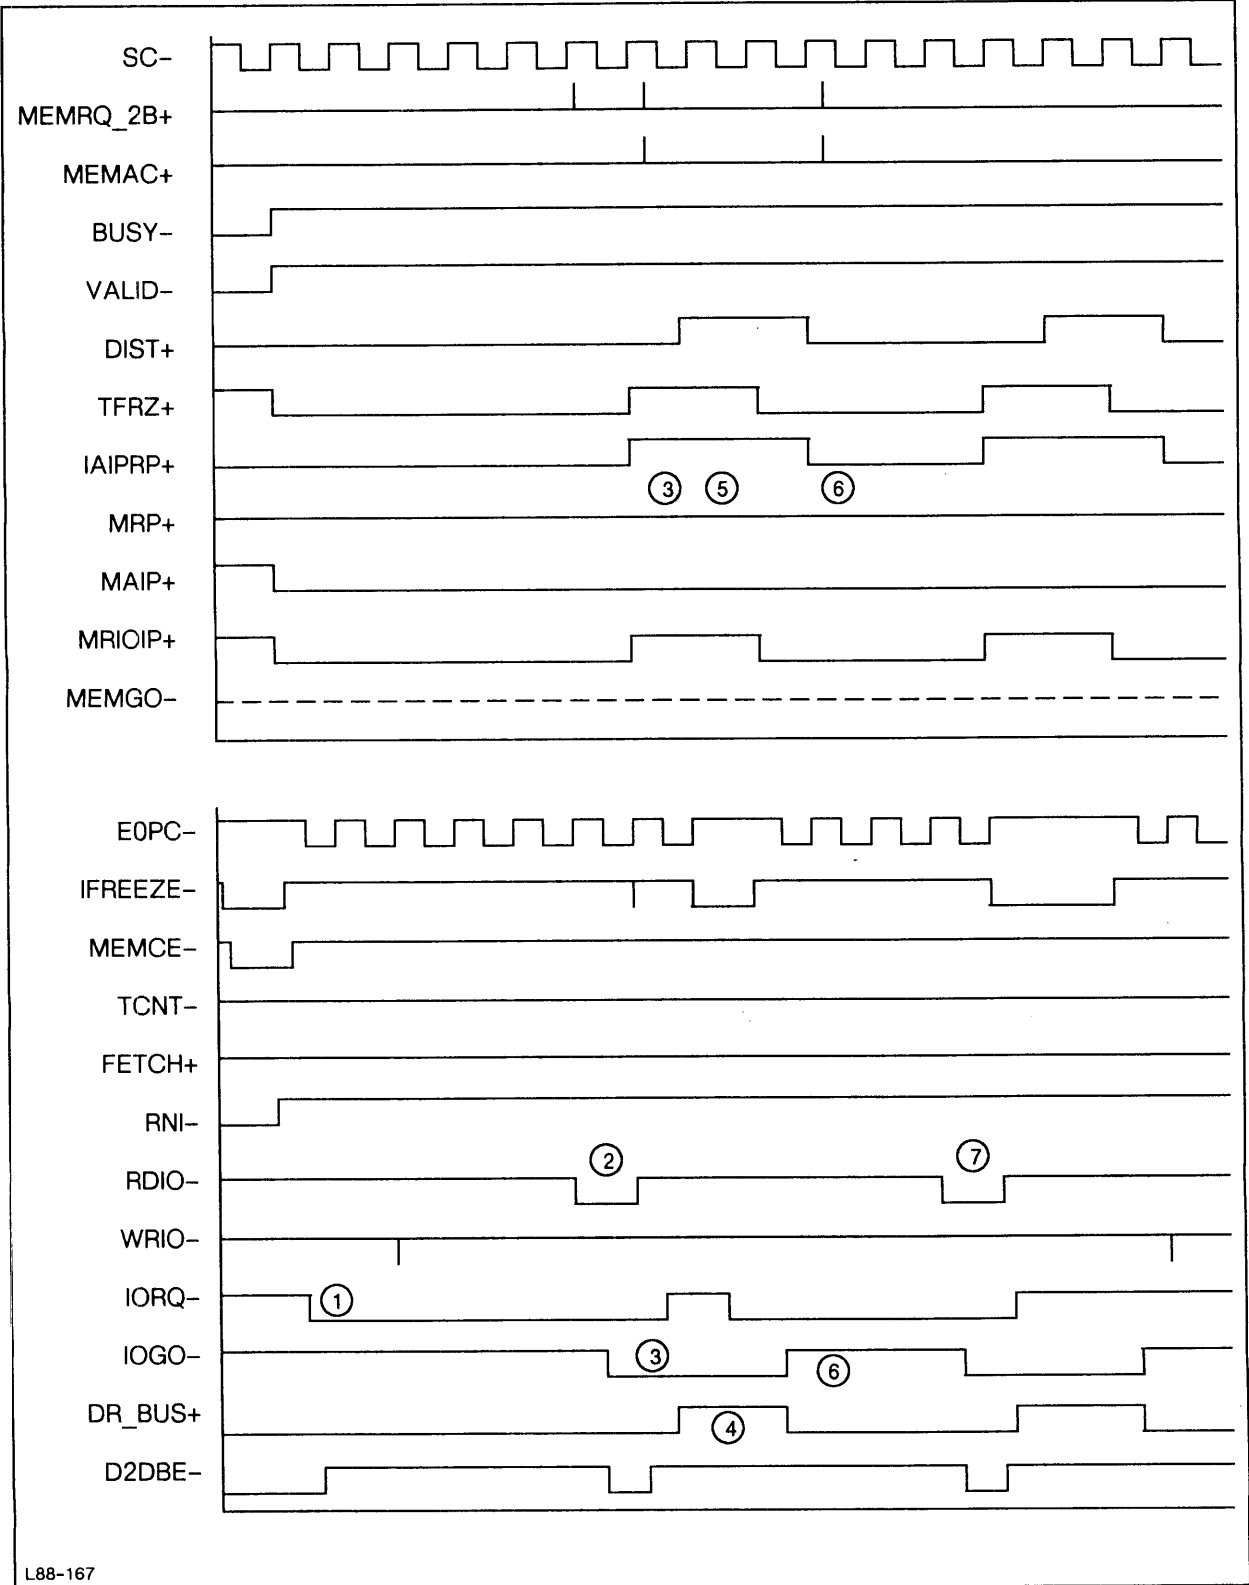 SC-
MEMRQ_2B+
MEMAC+
BUSY-
VALID-
DIST+
TFRZ+
IAIPRP+
3 5 6
MRP+
MAIP+
MRIOIP+
MEMGO-
E0PC-
IFREEZE-
MEMCE-
TCNT-
FETCH+
RNI-
2 7
RDIO-
WRIO-
IORQ- 1
IOGO- 3 6
DR_BUS+ 4
D2DBE-
L88-167